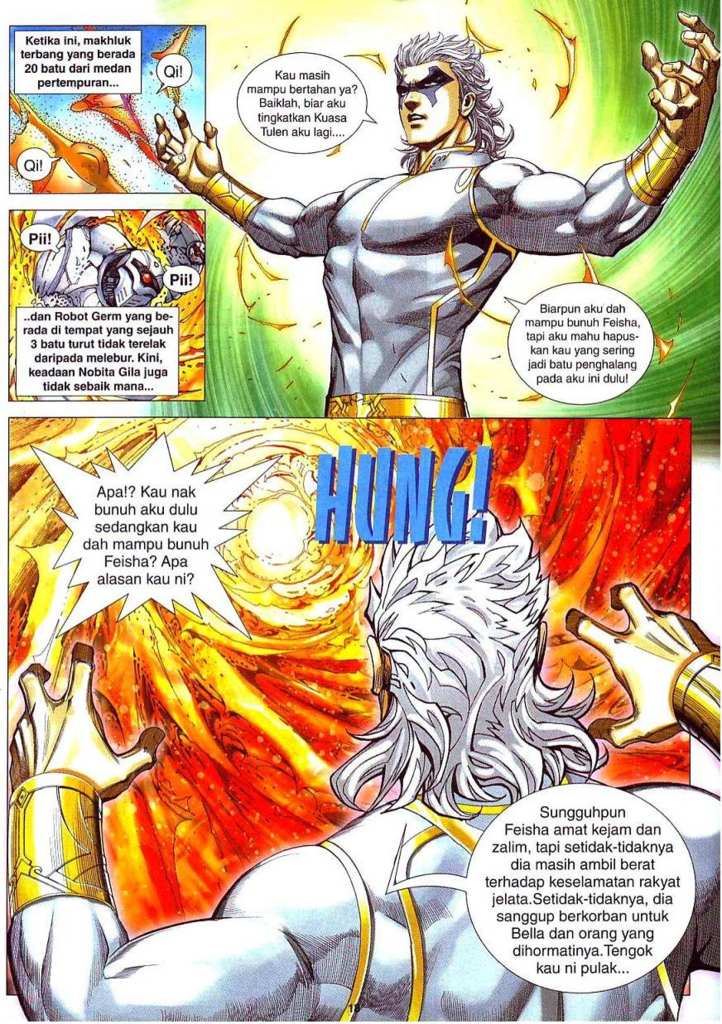 Ketika ini, makhluk
terbang yang berada
20 batu dari medan
pertempuran...
Qi!
Qi!
Kau masih
mampu bertahan ya?
Baiklah, biar aku
tingkatkan Kuasa
Tulen aku lagi....
Pii!
Pii!
..dan Robot Germ yang be-
rada di tempat yang sejauh
3 batu turut tidak terelak
daripada melebur. Kini,
keadaan Nobita Gila juga
tidak sebaik mana...
Biarpun aku dah
mampu bunuh Feisha,
tapi aku mahu hapus-
kan kau yang sering
jadi batu penghalang
pada aku ini dulu!
HUNG!
Apa!? Kau nak
bunuh aku dulu
sedangkan kau
dah mampu bunuh
Feisha? Apa
alasan kau ni?
Sungguhpun
Feisha amat kejam dan
zalim, tapi setidak-tidaknya
dia masih ambil berat
terhadap keselamatan rakyat
jelata.Setidak-tidaknya, dia
sanggup berkorban untuk
Bella dan orang yang
dihormatinya.Tengok
kau ni pulak...